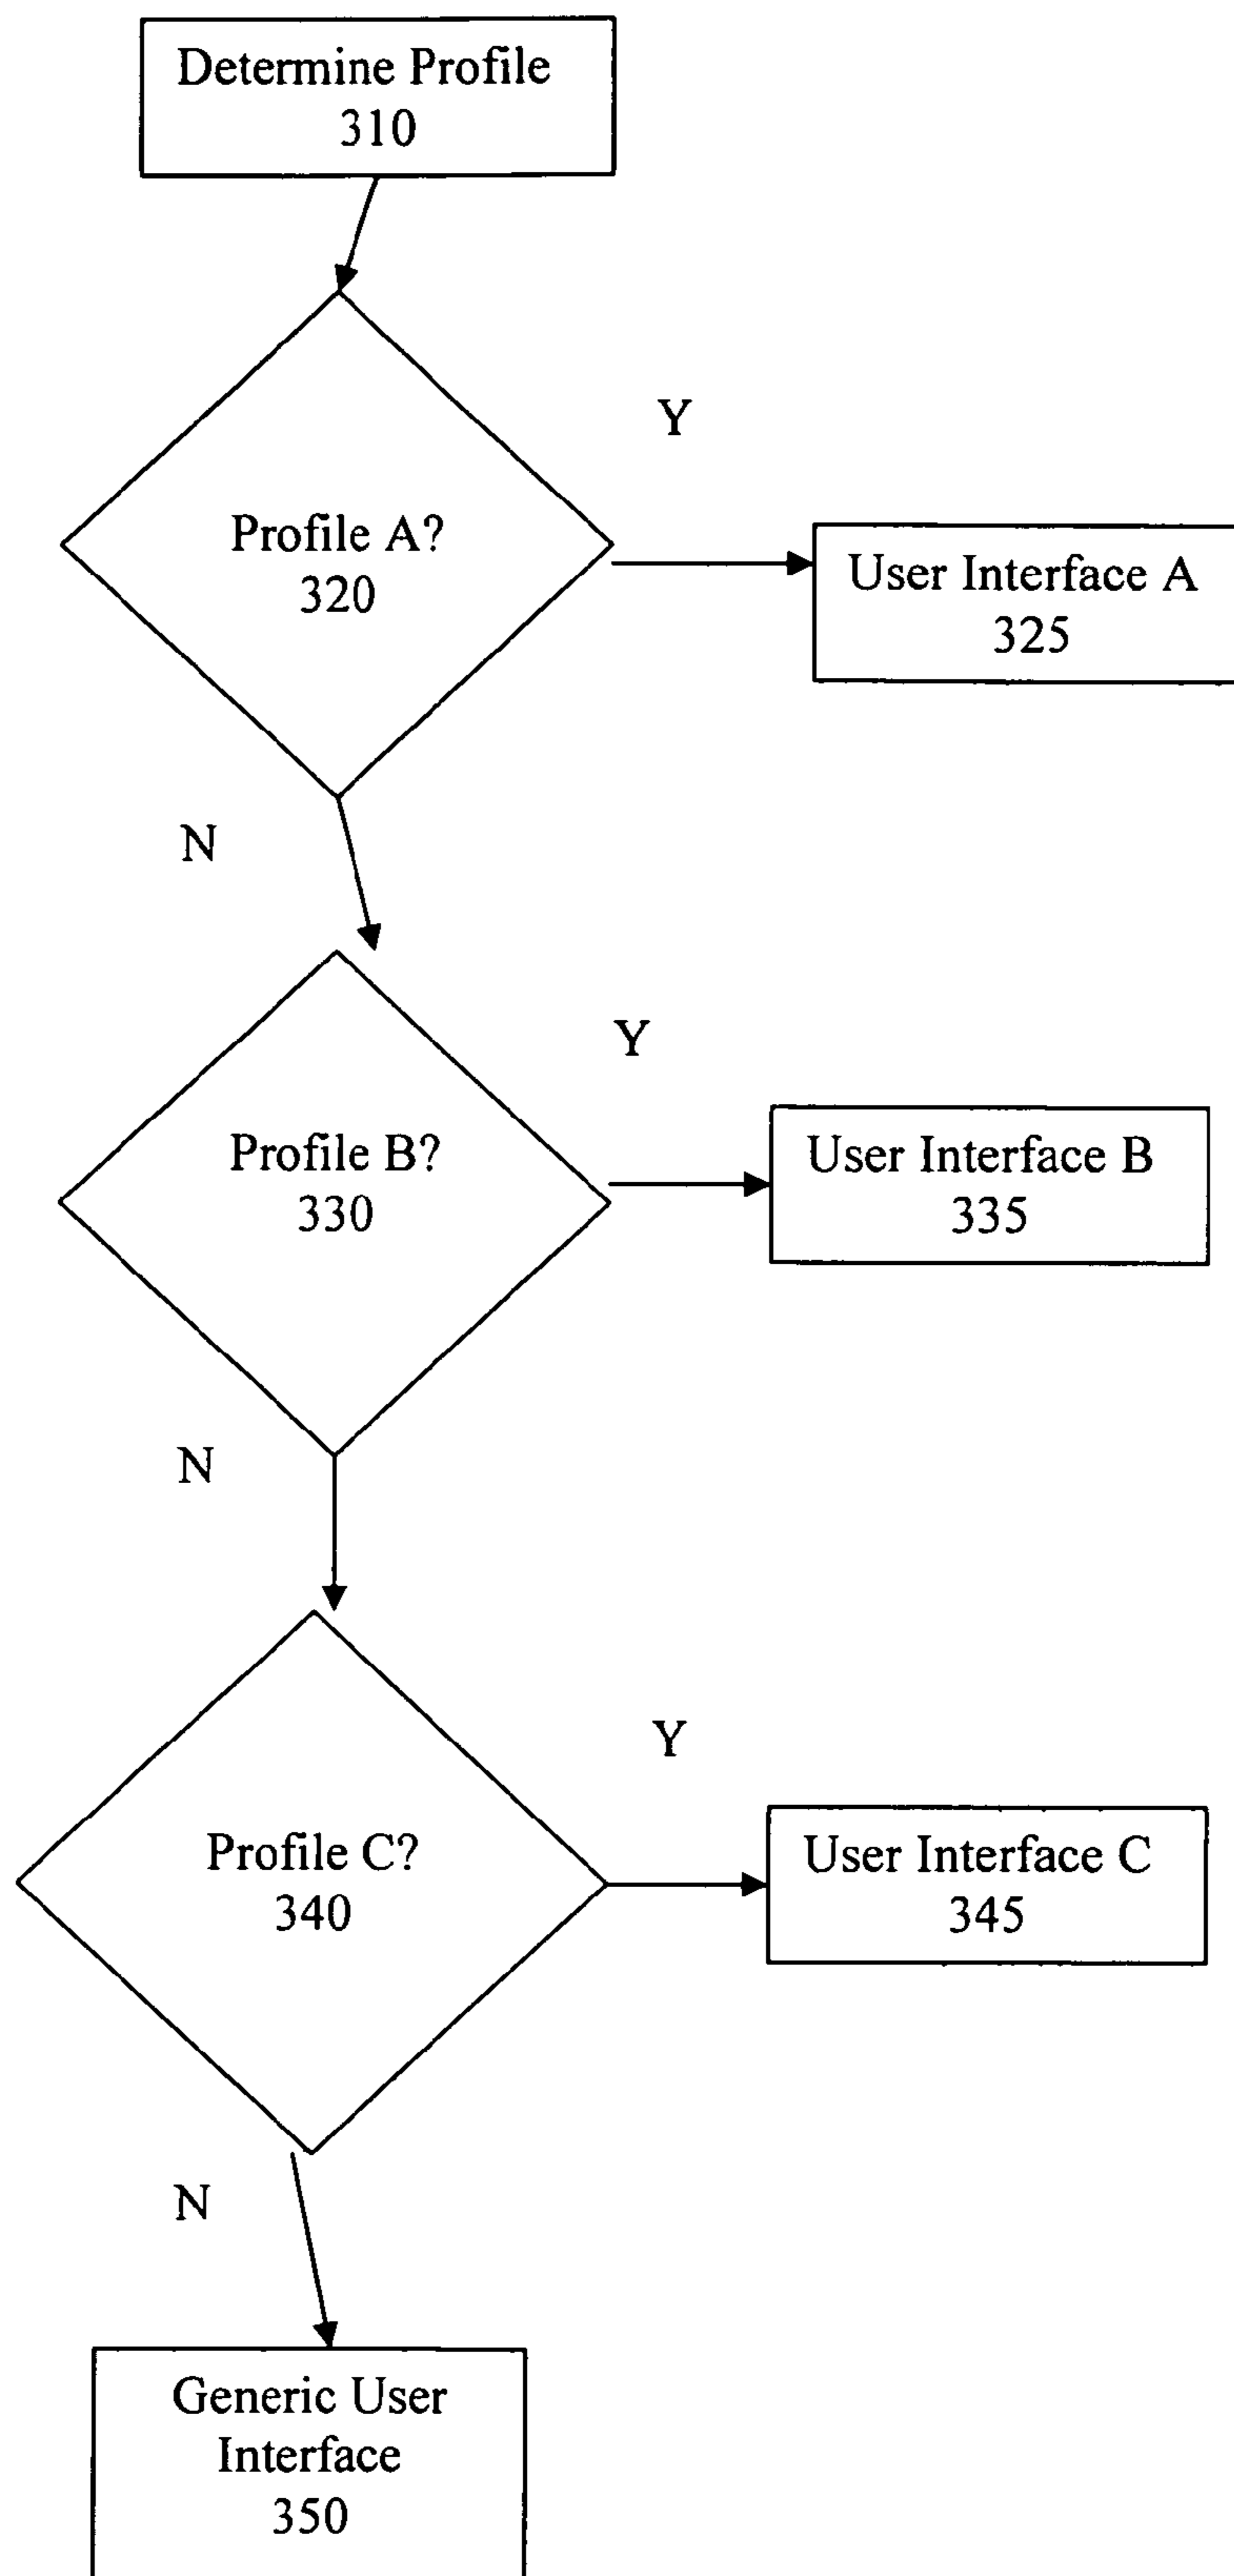 Determine Profile
310
Y
Profile A?
320
User Interface A
325
N
Y
Profile B?
330
User Interface B
335
N
Y
Profile C?
340
User Interface C
345
N
Generic User
Interface
350